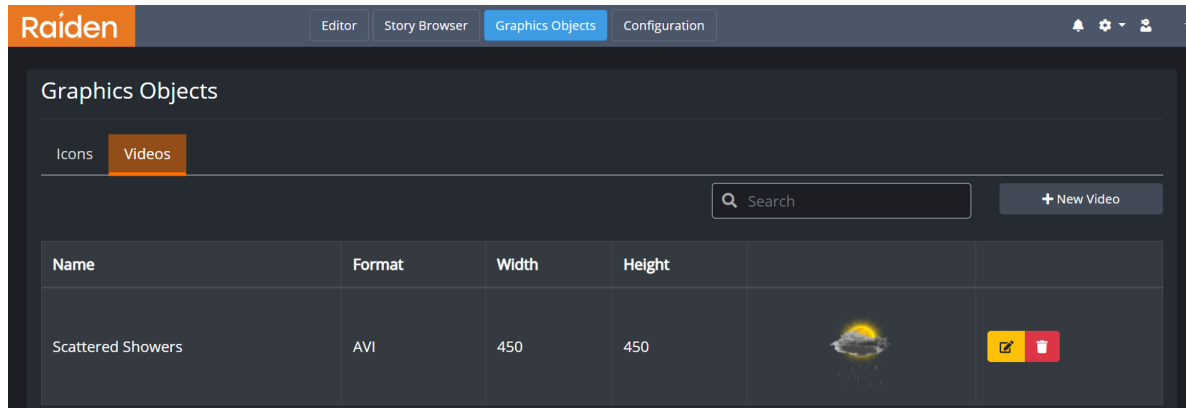 Raiden
Editor Story Browser Graphics Objects Configuration
Graphics Objects
Icons Videos
Search
New Video
Name Format Width Height
Scattered Showers AVI 450 450